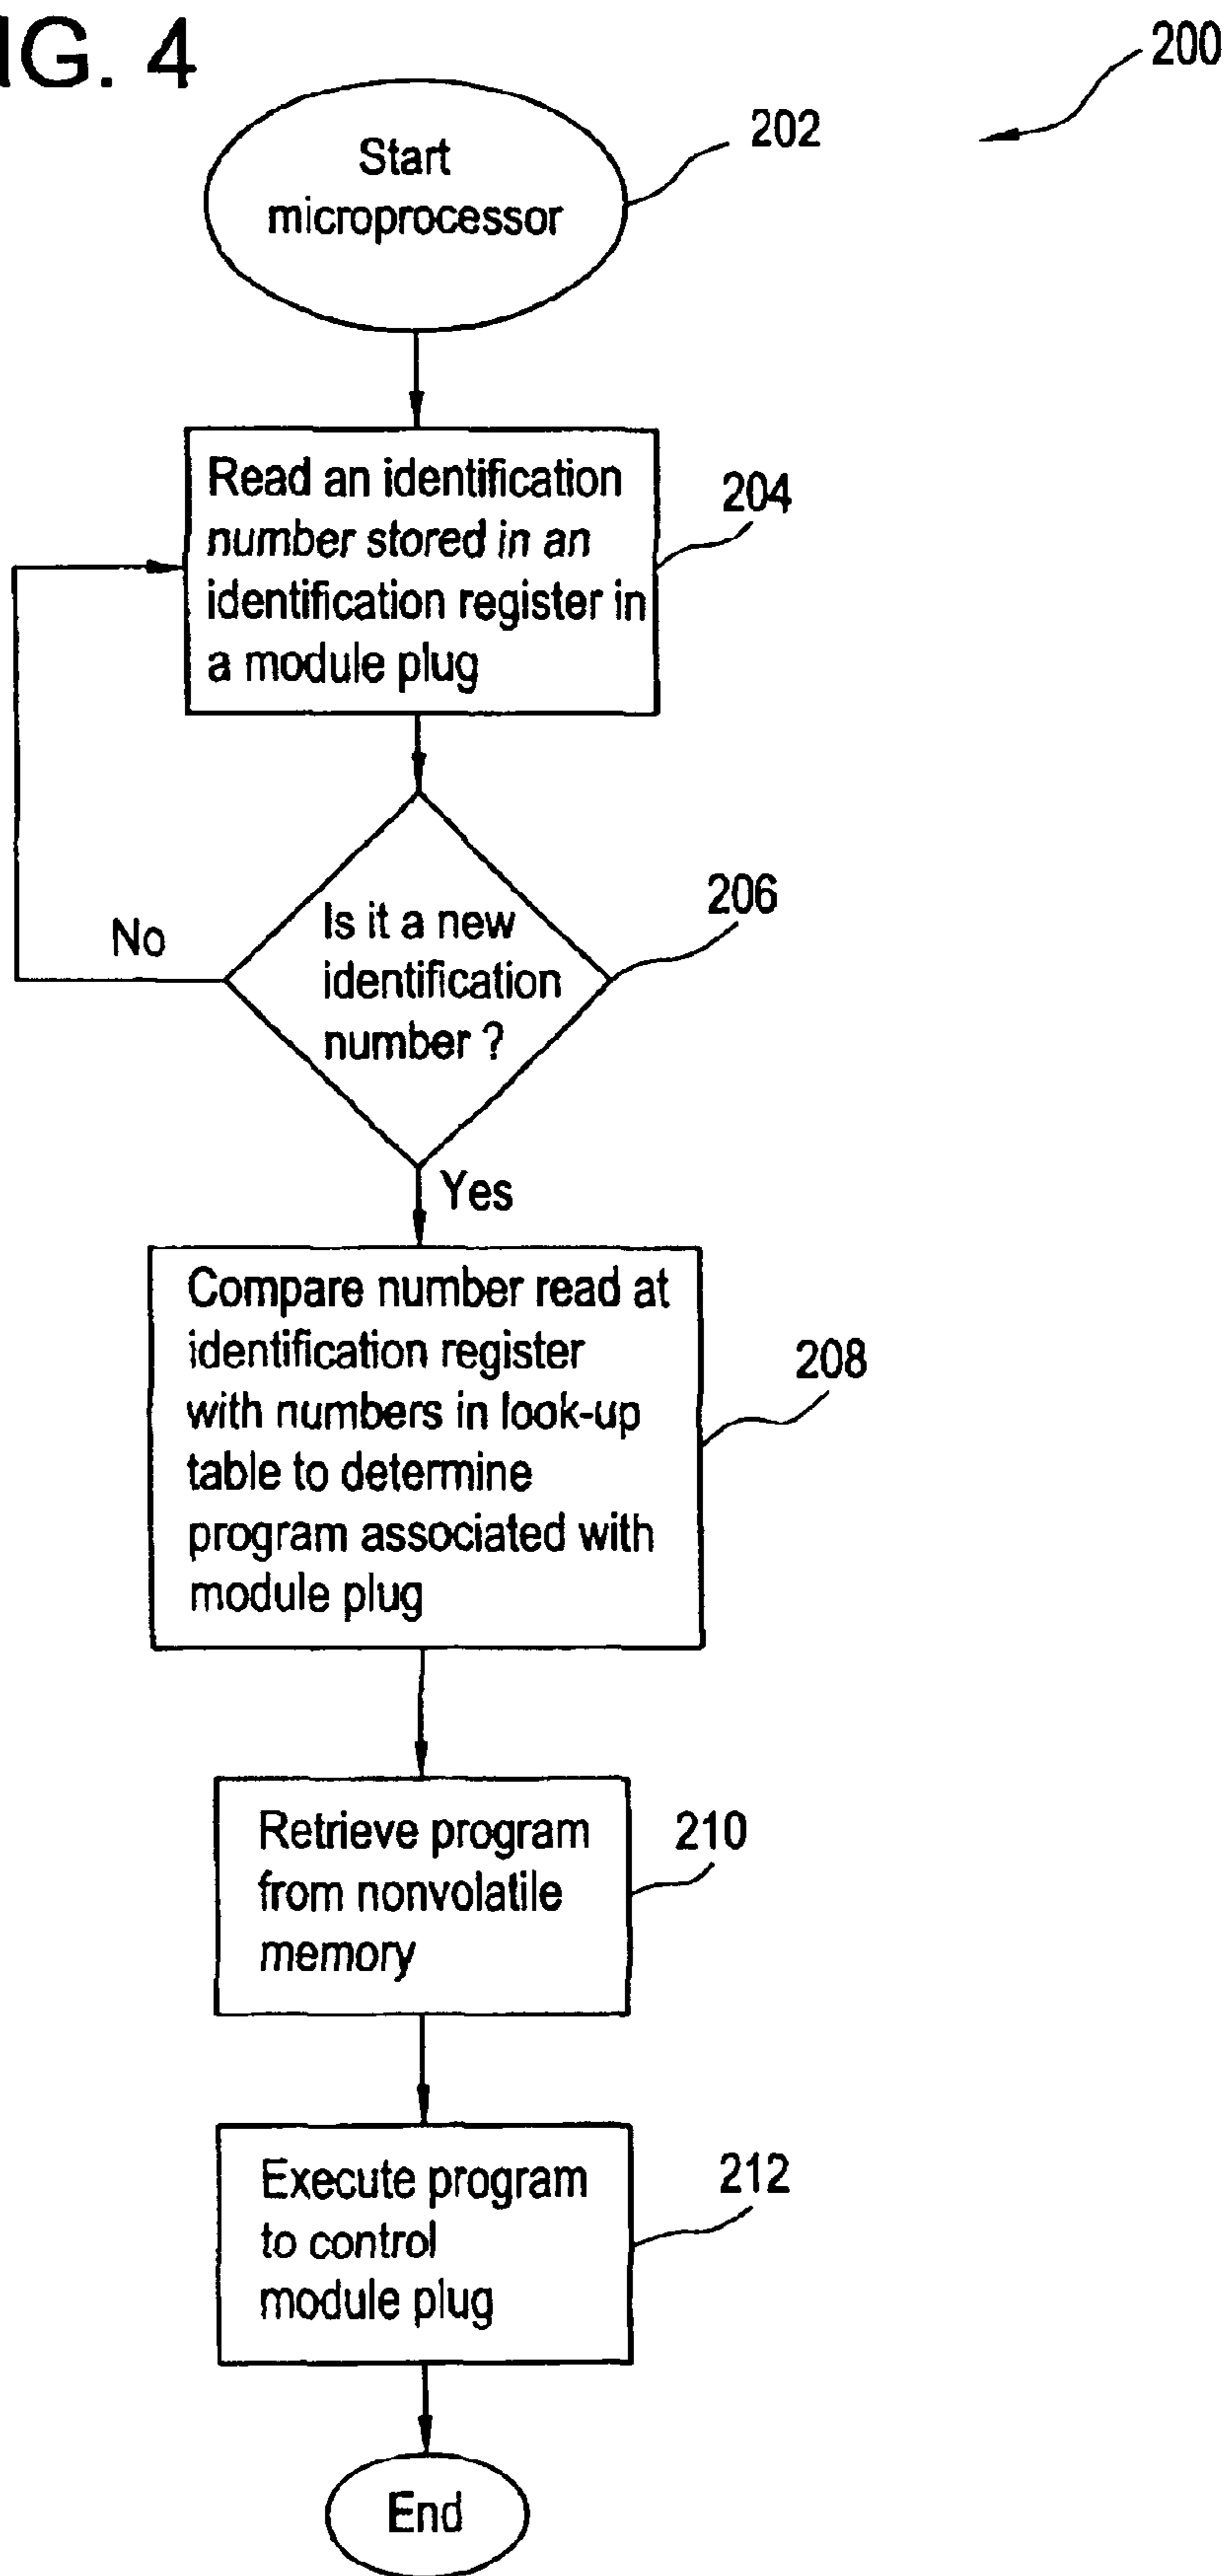 IG. 4
200
202
Start
microprocessor
204
Read an identification
number stored in an
identification register in
a module plug
206
Is it a new
identification
number ?
No
Yes
208
Compare number read at
identification register
with numbers in look-up
table to determine
program associated with
module plug
210
Retrieve program
from nonvolatile
memory
212
Execute program
to control
module plug
End